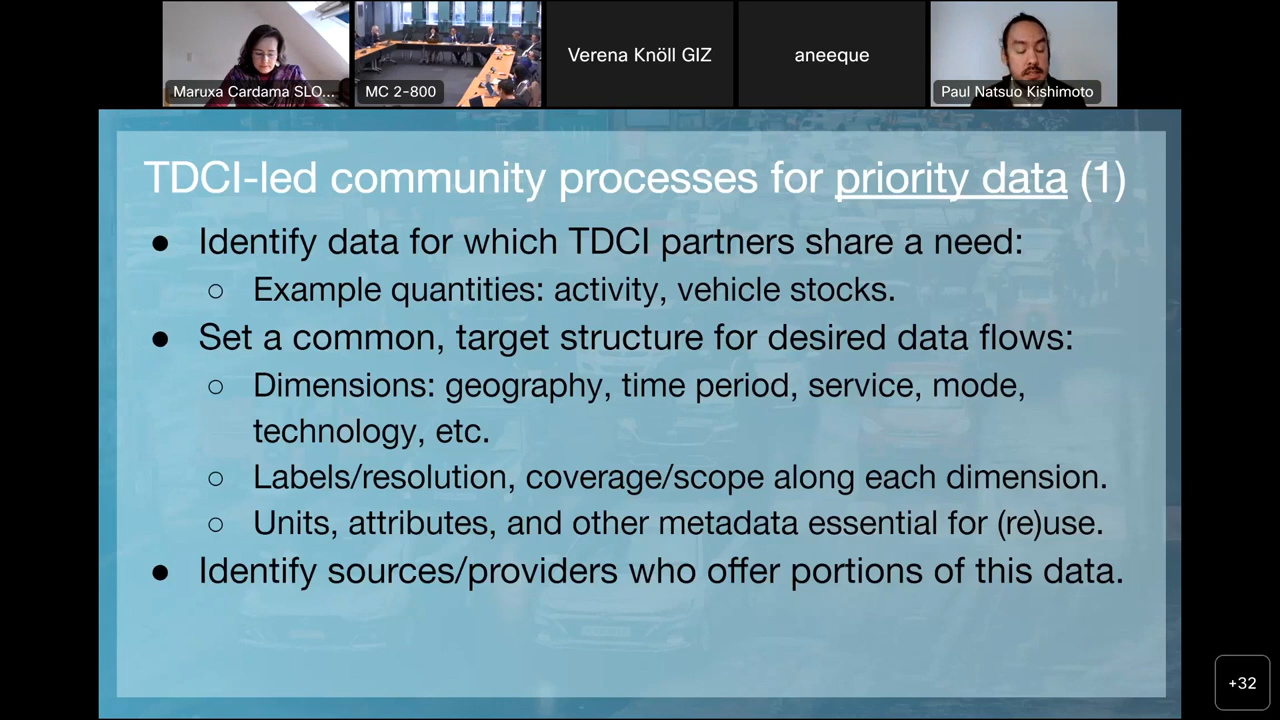 Maruxa Cardama SLO...
MC 2-800
Verena Knöll GIZ
aneeque
Paul Natsuo Kishimoto
TDCI-led community processes for priority data (1)
● Identify data for which TDCI partners share a need:
○ Example quantities: activity, vehicle stocks.
● Set a common, target structure for desired data flows:
○ Dimensions: geography, time period, service, mode,
technology, etc.
○ Labels/resolution, coverage/scope along each dimension.
○ Units, attributes, and other metadata essential for (re)use.
● Identify sources/providers who offer portions of this data.
+32